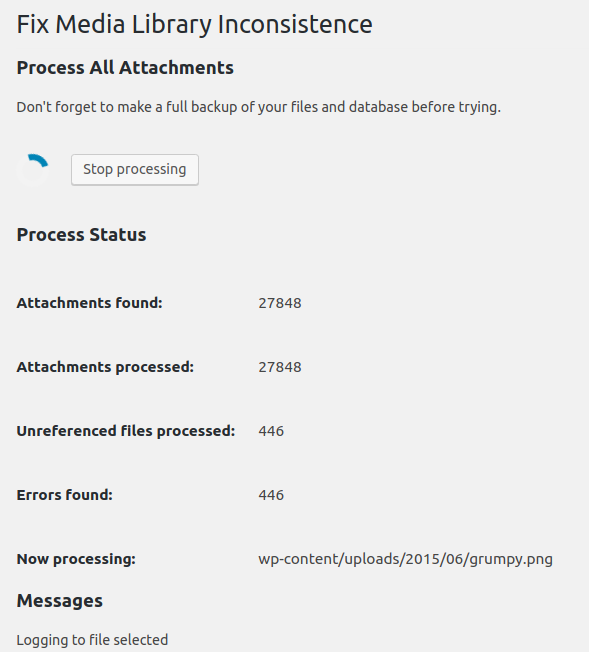 Fix Media Library Inconsistence
Process All Attachments
Don't forget to make a full backup of your files and database before trying.
Stop processing
Process Status
Attachments found: 27848
Attachments processed: 27848
Unreferenced files processed: 446
Errors found: 446
Now processing: wp-content/uploads/2015/06/grumpy.png
Messages
Logging to file selected